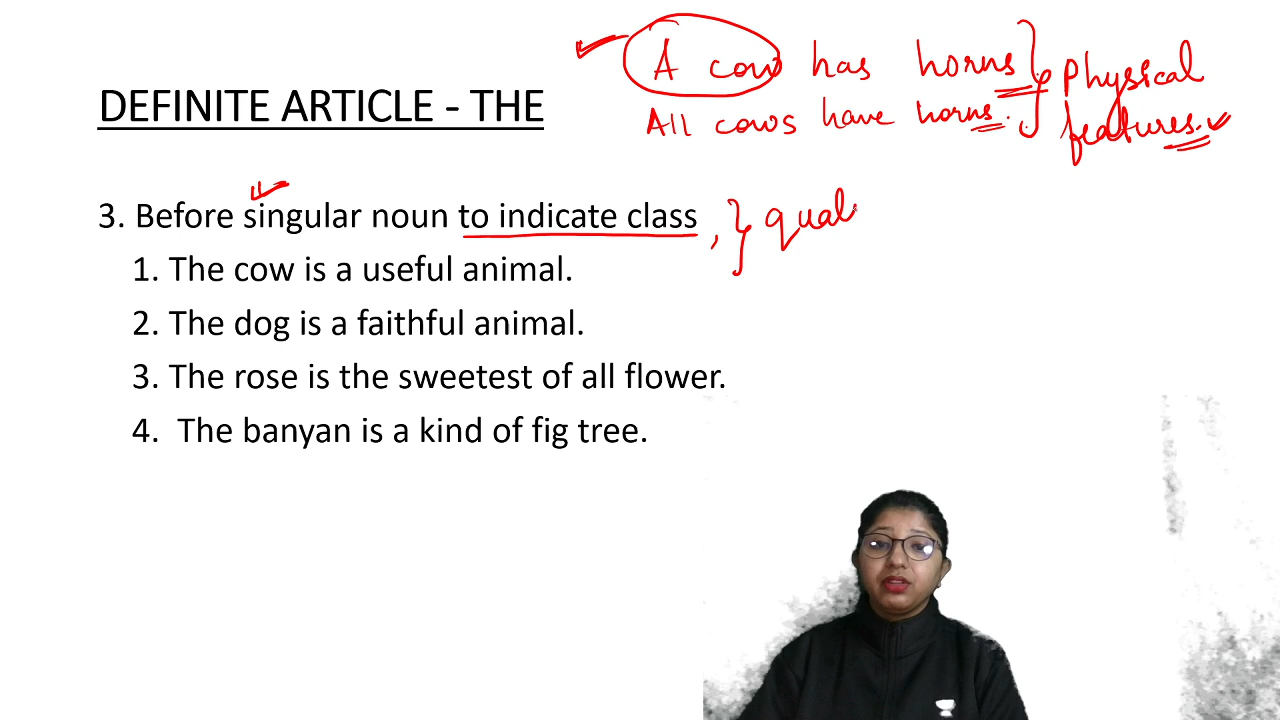 A cow has horns
All cows have horns.
Physical
features.
DEFINITE ARTICLE - THE
3. Before singular noun to indicate class , qual
1. The cow is a useful animal.
2. The dog is a faithful animal.
3. The rose is the sweetest of all flower.
4. The banyan is a kind of fig tree.